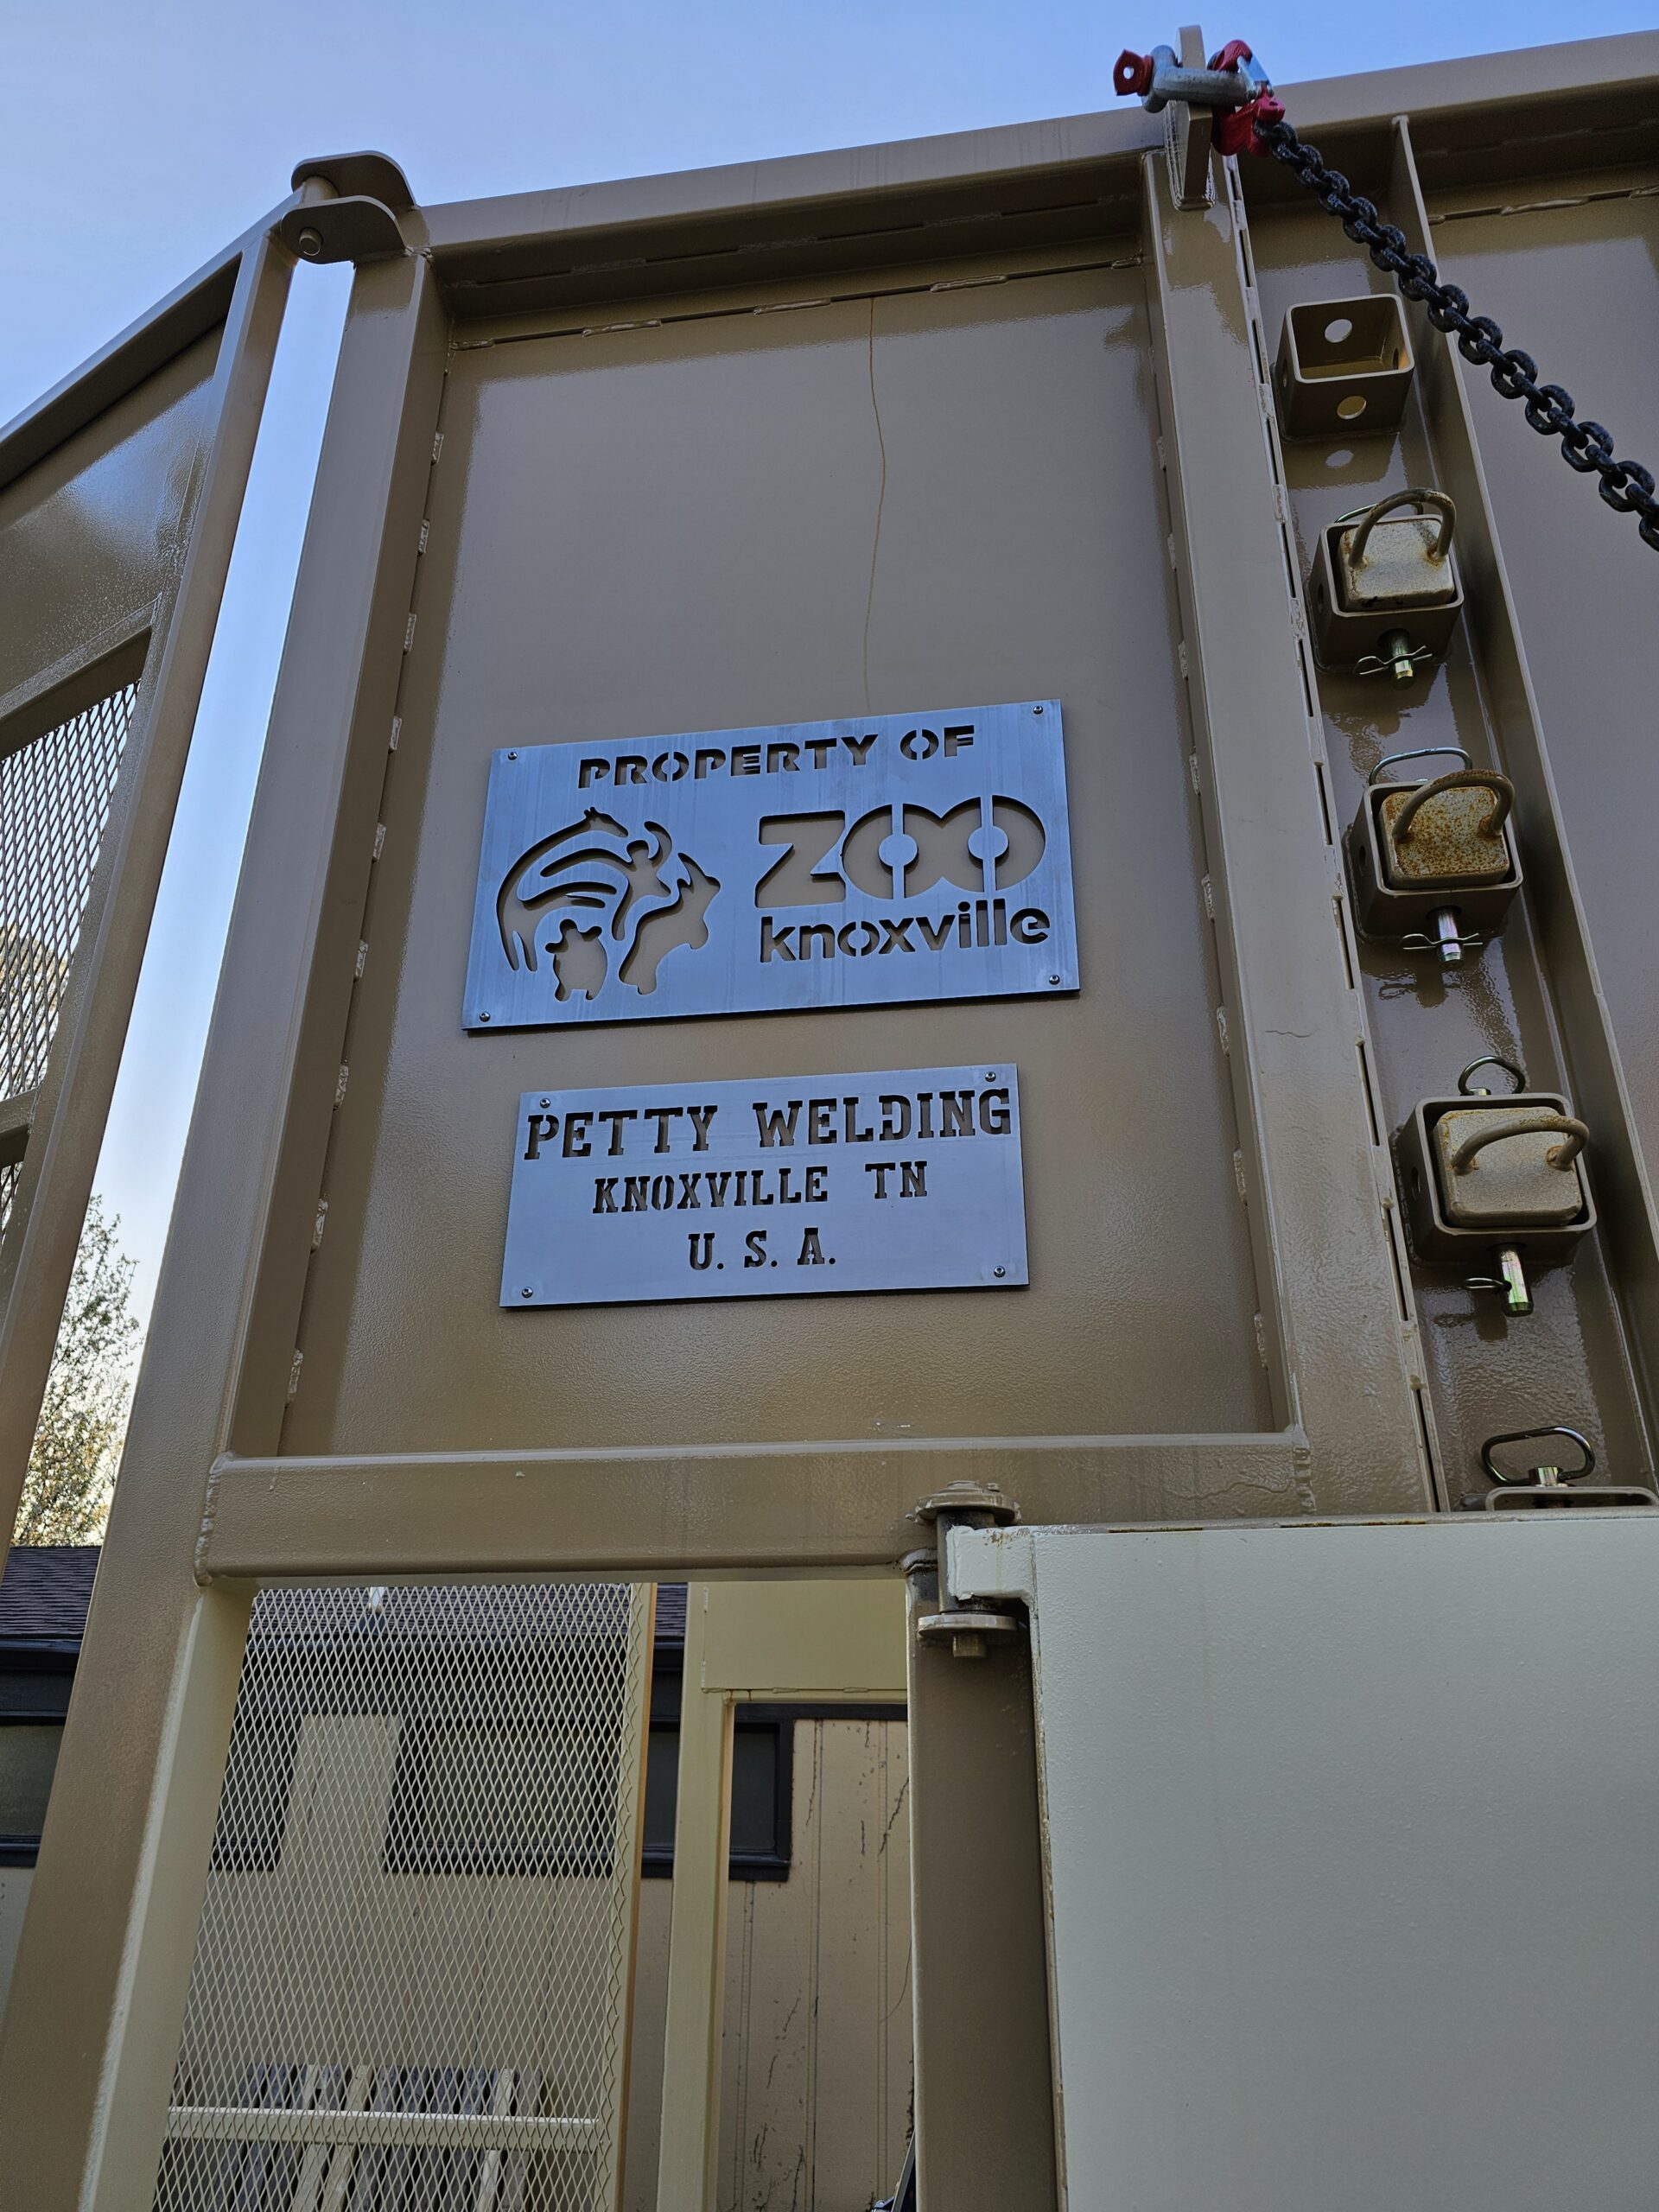 PROPERTY OF
ZOO
knoxville
PETTY WELDING
KNOXVILLE TN
U. S. A.